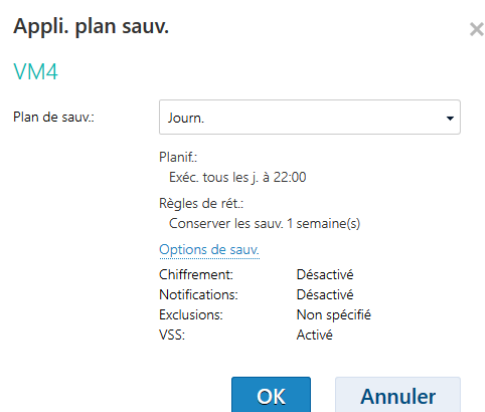 Appli. plan sauv.
VM4
Plan de sauv.: Journ.
Planif.:
Exéc. tous les j. à 22:00
Règles de rét.:
Conserver les sauv. 1 semaine(s)
Options de sauv.
Chiffrement: Désactivé
Notifications: Désactivé
Exclusions: Non spécifié
VSS: Activé
OK Annuler